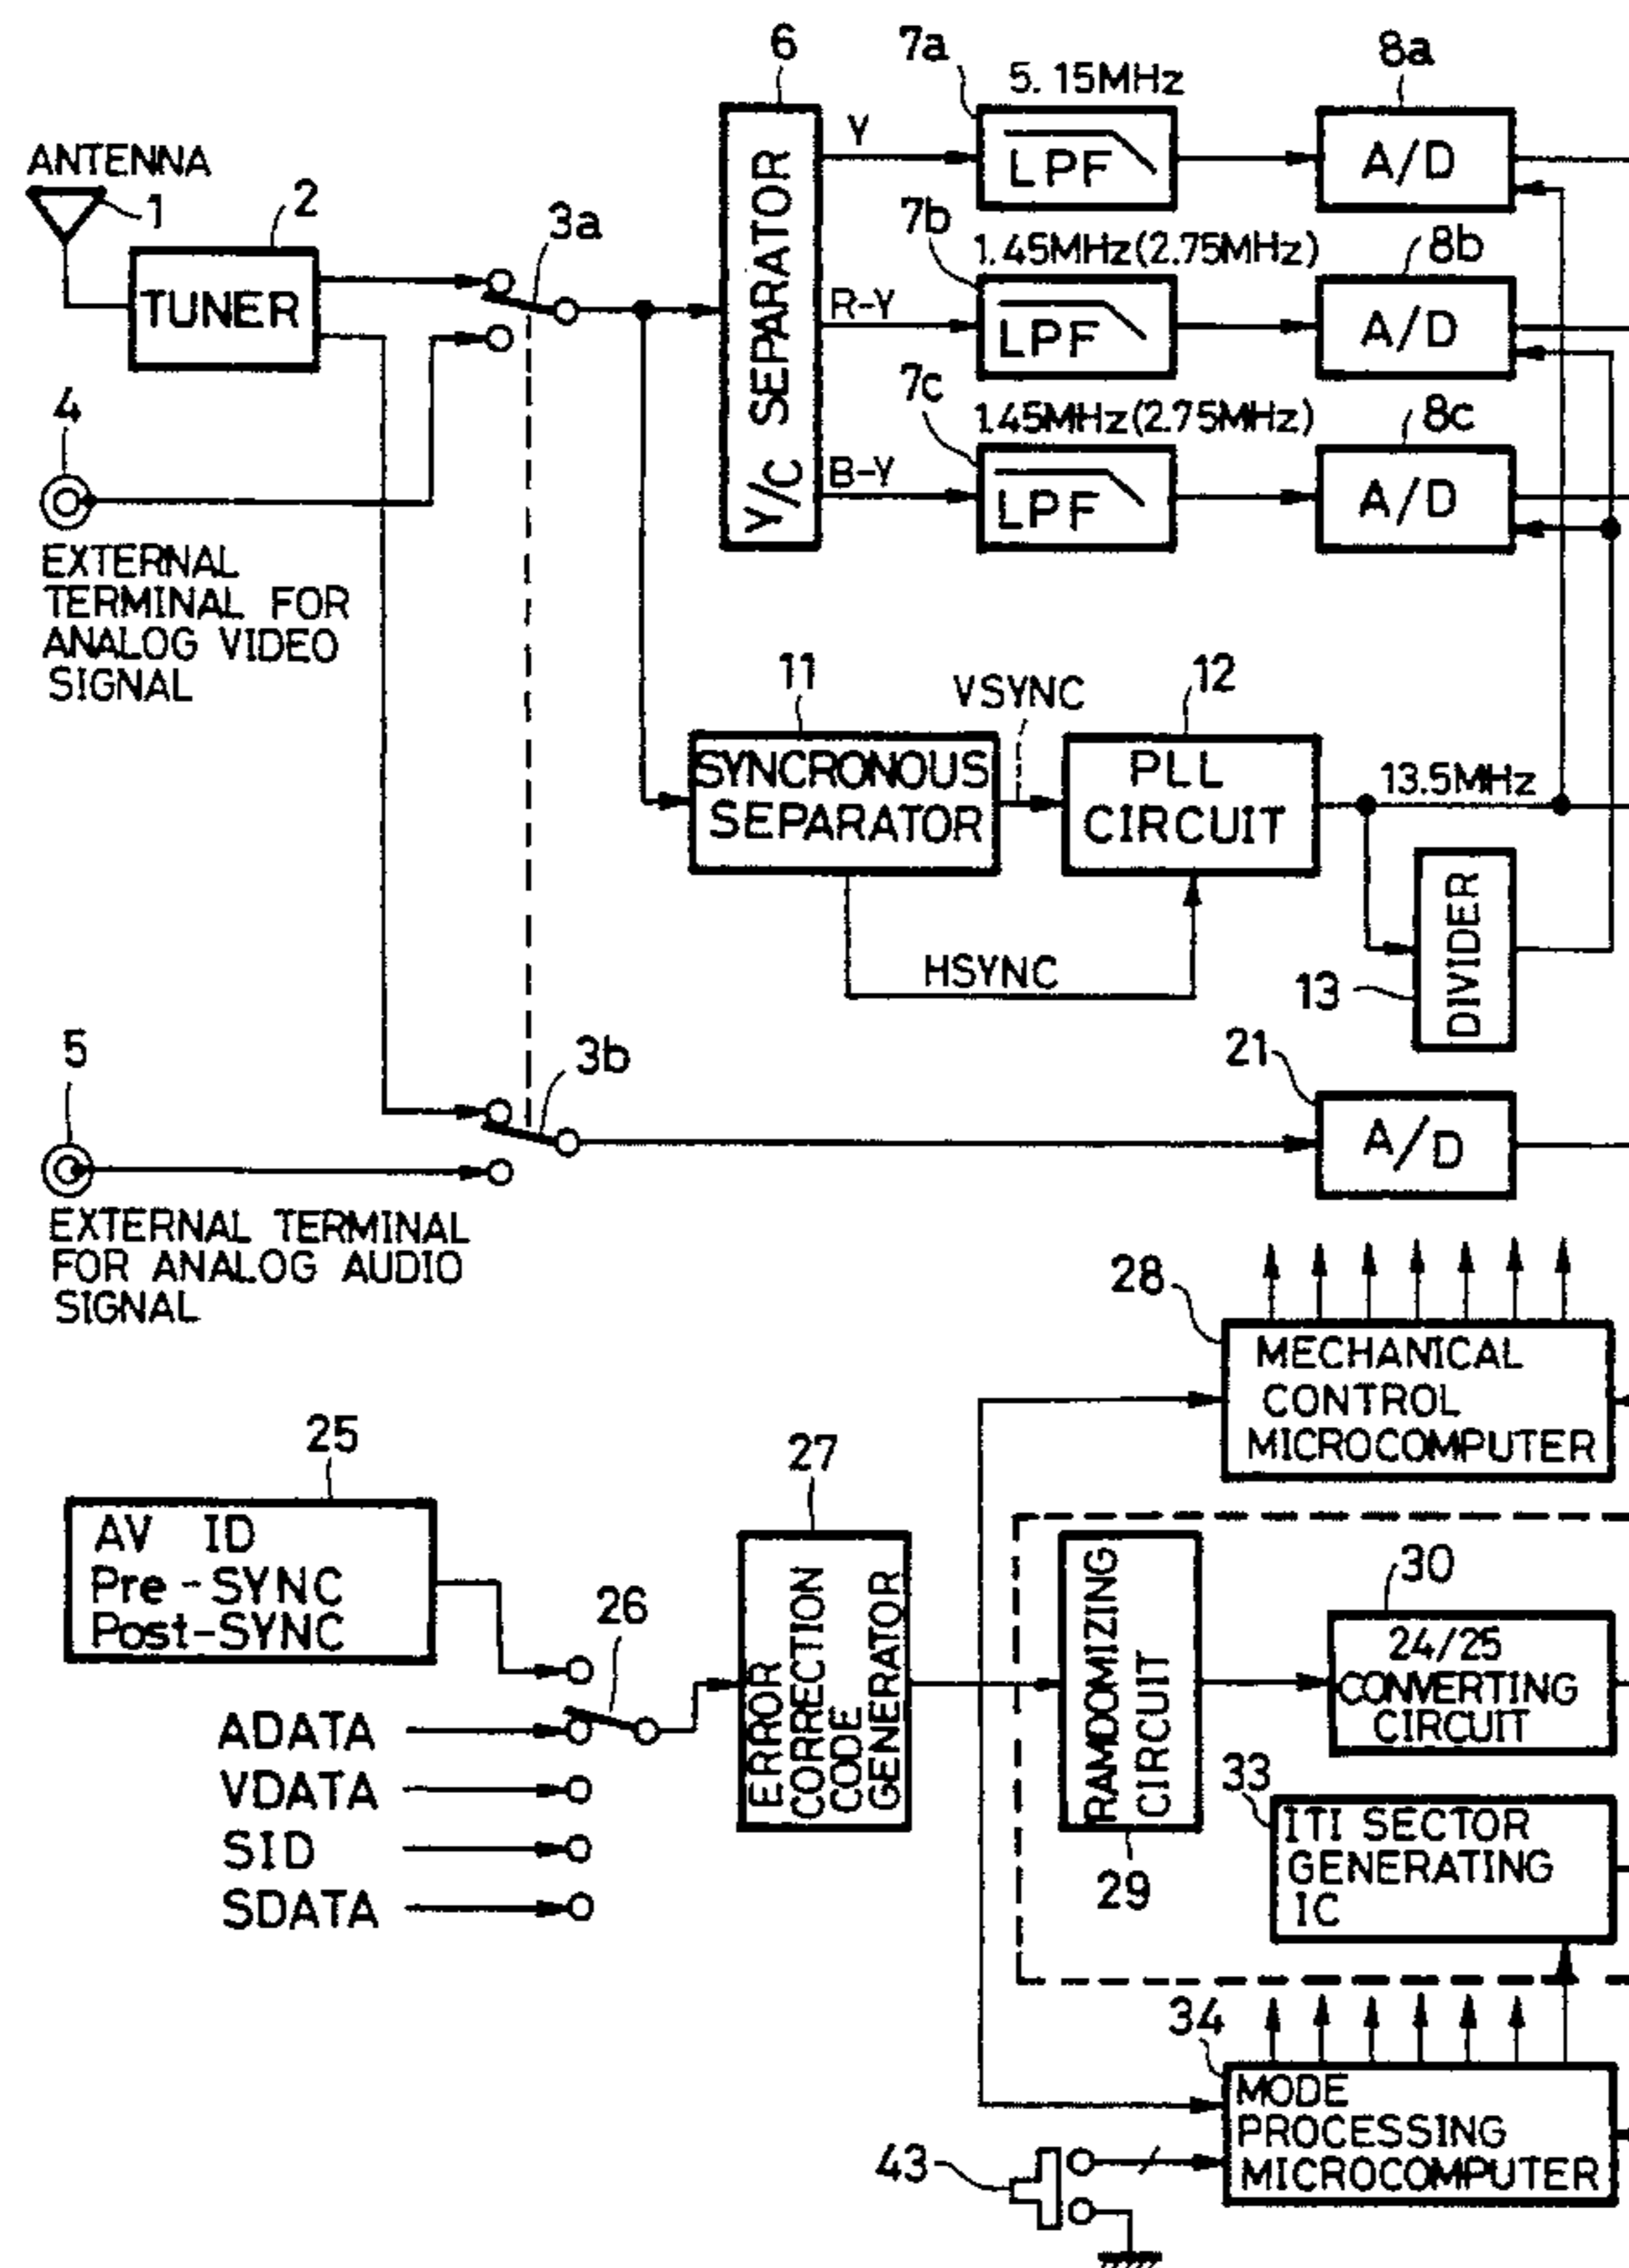 6
7a
5.15MHz
8a
Y
LPF
A/D
ANTENNA
1
2
3a
TUNER
Y/C SEPARATOR
7b
1.45MHz(2.75MHz)
8b
R-Y
LPF
A/D
4
7c
1.45MHz(2.75MHz)
8c
B-Y
LPF
A/D
EXTERNAL
TERMINAL FOR
ANALOG VIDEO
SIGNAL
11
VSYNC
12
SYNCRONOUS
SEPARATOR
PLL
CIRCUIT
13.5MHz
HSYNC
13
DIVIDER
5
3b
21
A/D
EXTERNAL TERMINAL
FOR ANALOG AUDIO
SIGNAL
28
MECHANICAL
CONTROL
MICROCOMPUTER
25
AV ID
Pre-SYNC
Post-SYNC
26
27
ERROR
CORRECTION
CODE
GENERATOR
RAMDOMIZING
CIRCUIT
29
30
24/25
CONVERTING
CIRCUIT
ADATA
VDATA
SID
SDATA
33
ITI SECTOR
GENERATING
IC
34
MODE
PROCESSING
MICROCOMPUTER
43